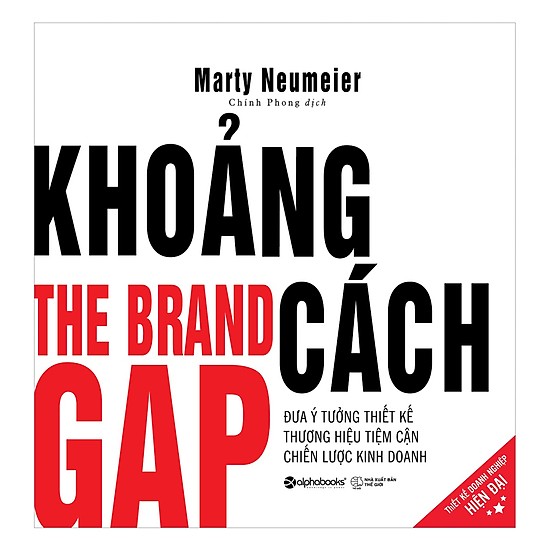 Marty Neumeier
Chính Phong dịch
KHOẢNG
CÁCH
THE BRAND
GAP
ĐƯA Ý TƯỞNG THIẾT KẾ
THƯƠNG HIỆU TIỆM CẬN
CHIẾN LƯỢC KINH DOANH
alphabooks
NHÀ XUẤT BẢN
THẾ GIỚI
THIẾT KẾ DOANH NGHIỆP
HIỆN ĐẠI